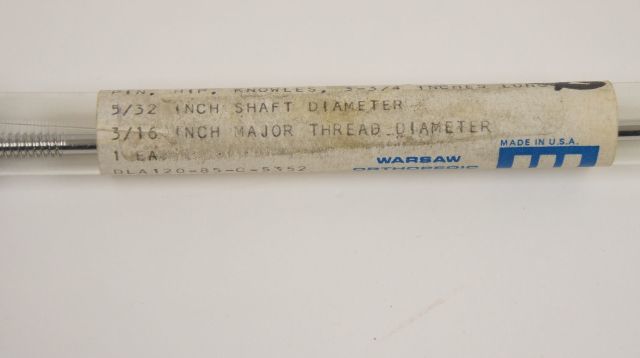 PIN, HIP, KNOWLES, 3-3/4 INCHES LONG
5/32 INCH SHAFT DIAMETER
3/16 INCH MAJOR THREAD DIAMETER
1 EA
DLA120-85-C-5352
WARSAW
ORTHOPEDIC
MADE IN U.S.A.